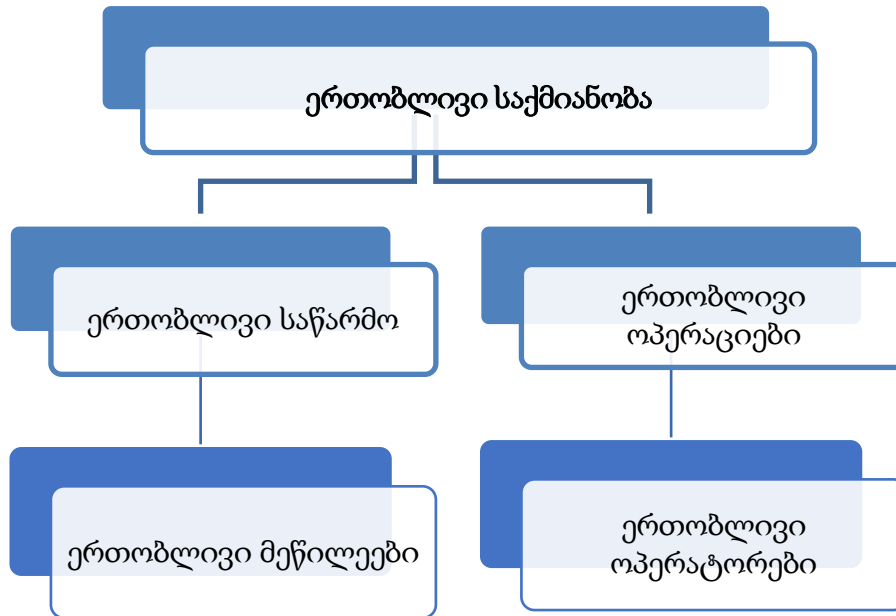 ერთობლივი საქმიანობა
ერთობლივი საწარმო
ერთობლივი
ოპერაციები
ერთობლივი მეწილეები
ერთობლივი
ოპერატორები